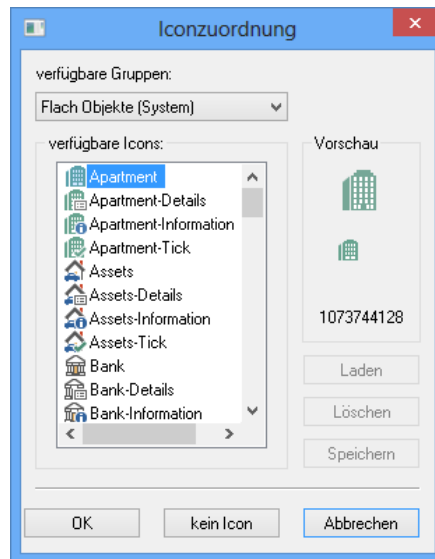 Iconzuordnung
verfügbare Gruppen:
Flach Objekte (System)
verfügbare Icons:
Apartment
Apartment-Details
Apartment-Information
Apartment-Tick
Assets
Assets-Details
Assets-Information
Assets-Tick
Bank
Bank-Details
Bank-Information
Vorschau
1073744128
Laden
Löschen
Speichern
OK
kein Icon
Abbrechen